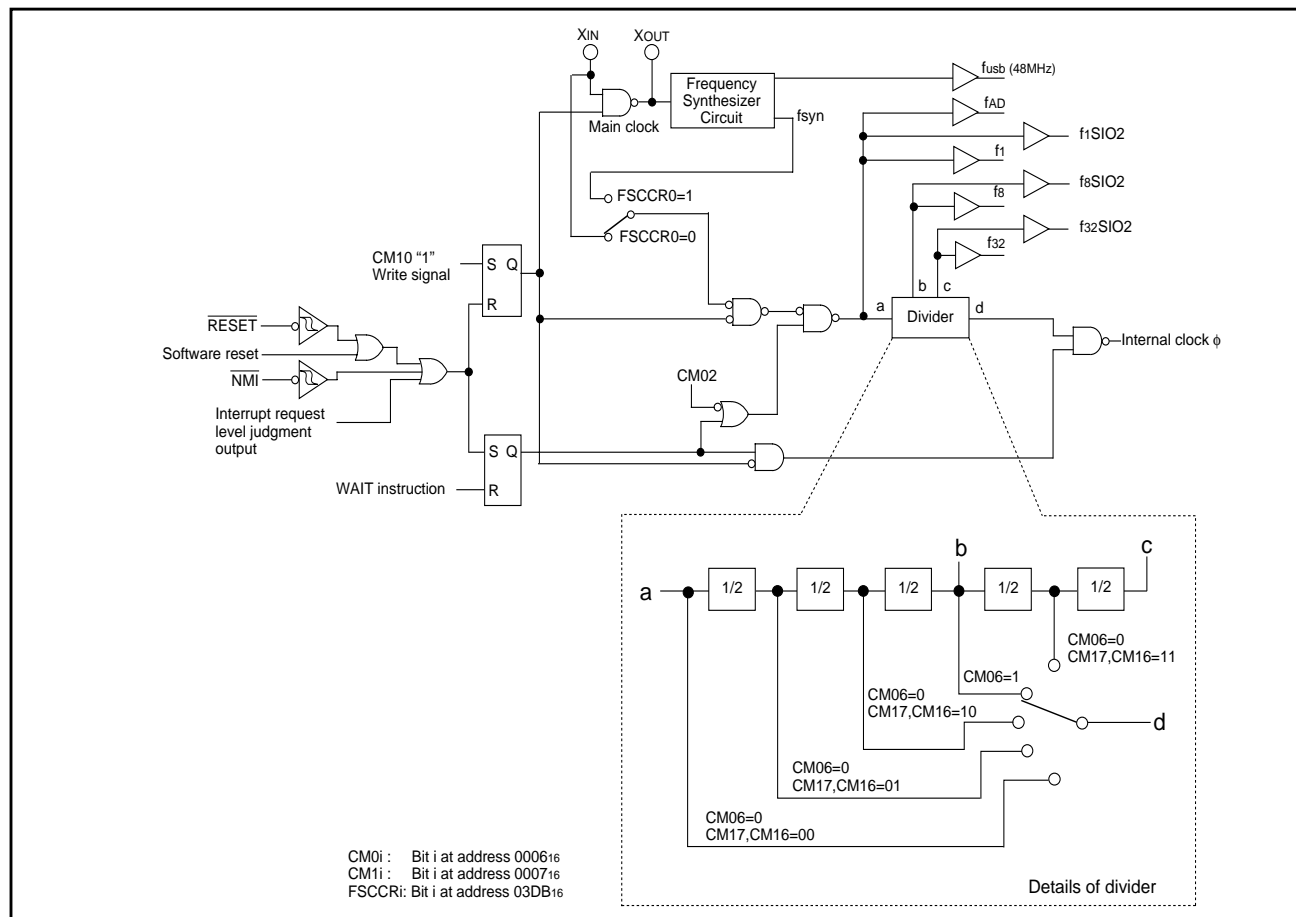 XIN
XOUT
Frequency
Synthesizer
Circuit
fusb (48MHz)
fAD
Main clock
fsyn
f1SIO2
f1
FSCCR0=1
f8SIO2
f8
FSCCR0=0
f32SIO2
f32
CM10 “1”
Write signal
S Q
R
b c
a
Divider
d
RESET
Software reset
NMI
Internal clock ϕ
CM02
Interrupt request
level judgment
output
S Q
R
WAIT instruction
b
c
a
1/2
1/2
1/2
1/2
1/2
CM06=0
CM17,CM16=11
CM06=1
CM06=0
CM17,CM16=10
d
CM06=0
CM17,CM16=01
CM06=0
CM17,CM16=00
CM0i : Bit i at address 000616
CM1i : Bit i at address 000716
FSCCRi: Bit i at address 03DB16
Details of divider